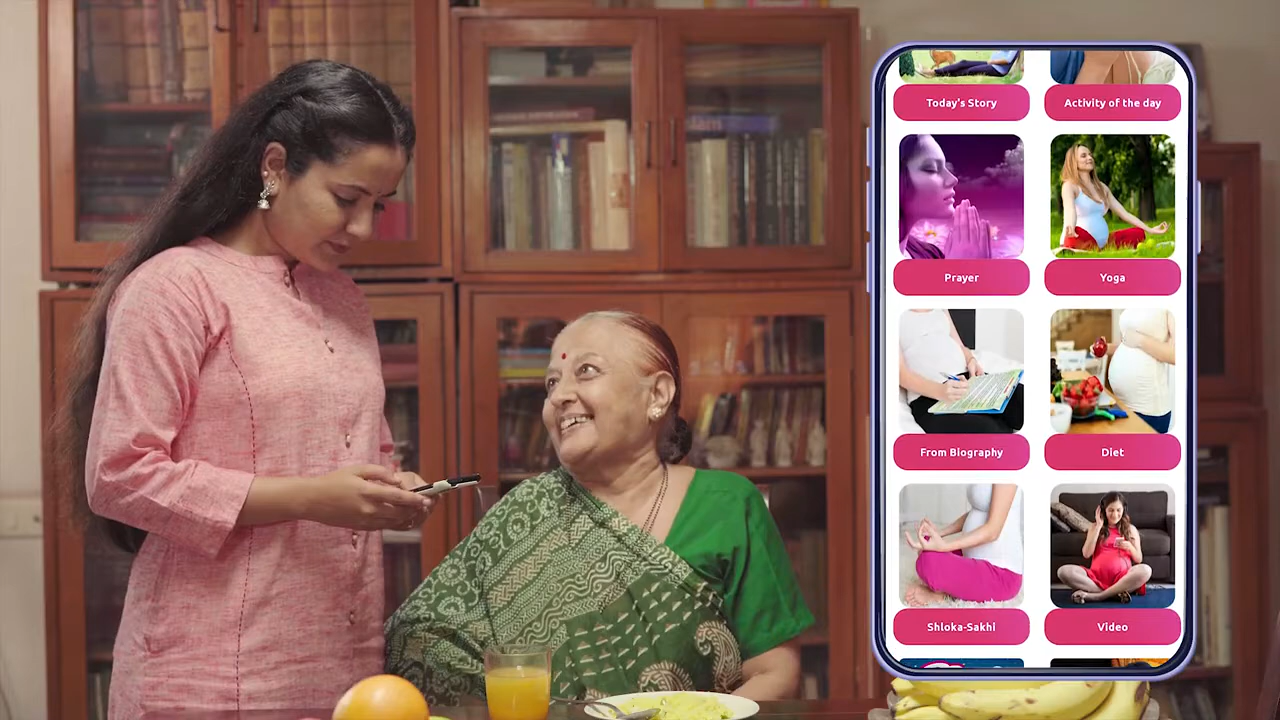 Today's Story
Activity of the day
Prayer
Yoga
From Biography
Diet
Shloka-Sakhi
Video